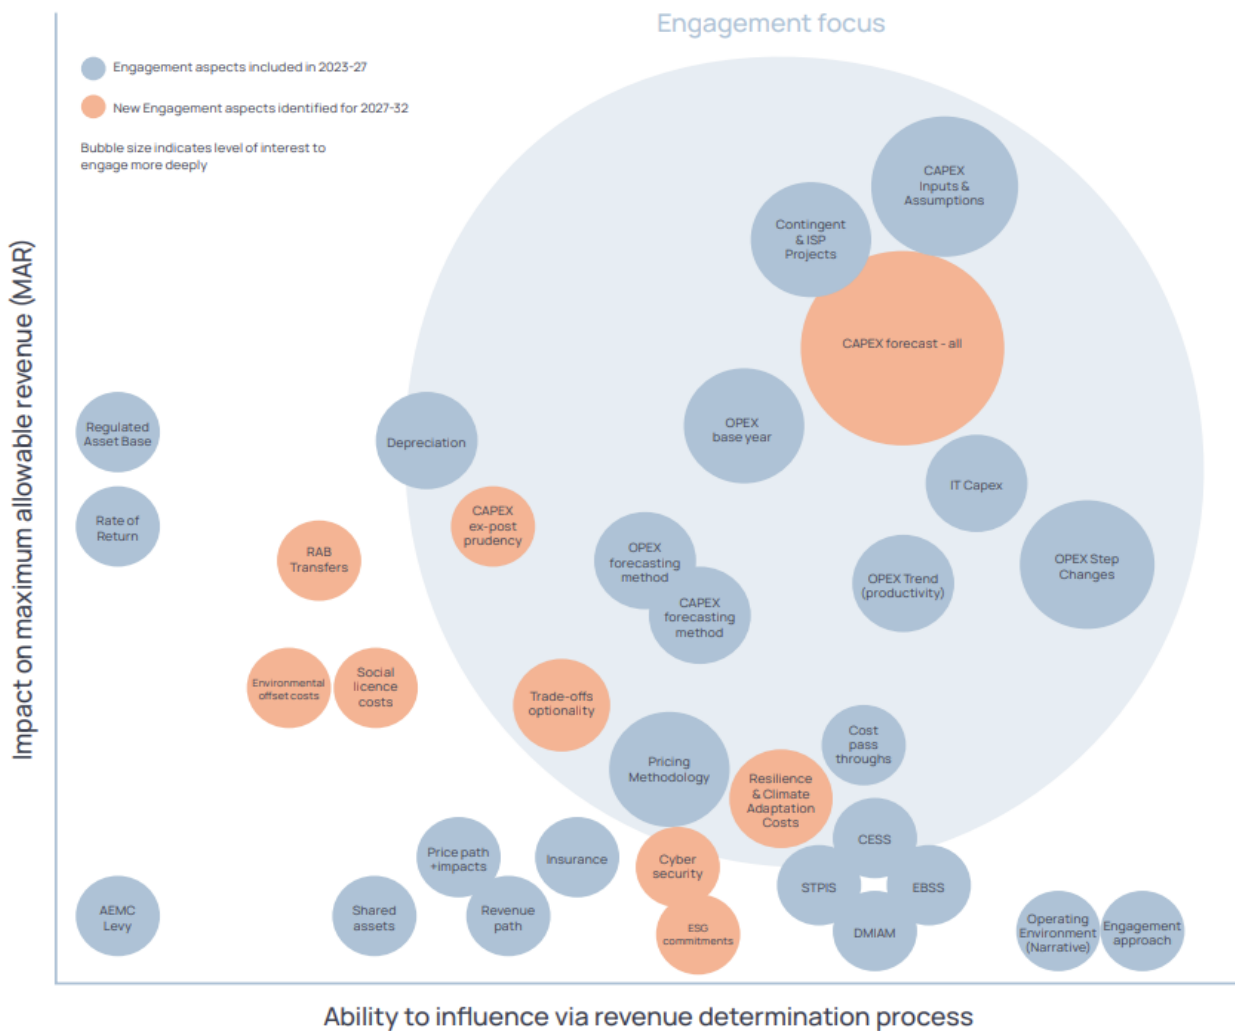 Engagement focus
Engagement aspects included in 2023-27
New Engagement aspects identified for 2027-32
Bubble size indicates level of interest to
engage more deeply
Impact on maximum allowable revenue (MAR)
CAPEX
Inputs &
Assumptions
Contingent
& ISP
Projects
CAPEX forecast - all
Regulated
Asset Base
Depreciation
OPEX
base year
IT Capex
Rate of
Return
CAPEX
ex-post
prudency
RAB
Transfers
OPEX
forecasting
method
CAPEX
forecasting
method
OPEX Trend
(productivity)
OPEX Step
Changes
Environmental
offset costs
Social
licence
costs
Trade-offs
optionality
Pricing
Methodology
Cost
pass
throughs
Resilience
& Climate
Adaptation
Costs
Price path
+impacts
Insurance
Cyber
security
CESS
STPIS
EBSS
DMIAM
AEMC
Levy
Shared
assets
Revenue
path
ESG
commitments
Operating
Environment
(Narrative)
Engagement
approach
Ability to influence via revenue determination process